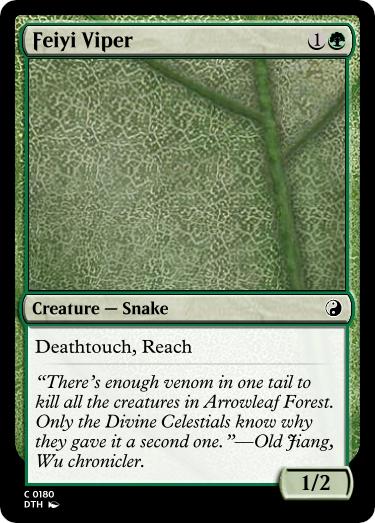 Feiyi Viper 1
Creature — Snake
Deathtouch, Reach
“There’s enough venom in one tail to
kill all the creatures in Arrowleaf Forest.
Only the Divine Celestials know why
they gave it a second one.”—Old Jiang,
Wu chronicler.
1/2
C 0180
DTH